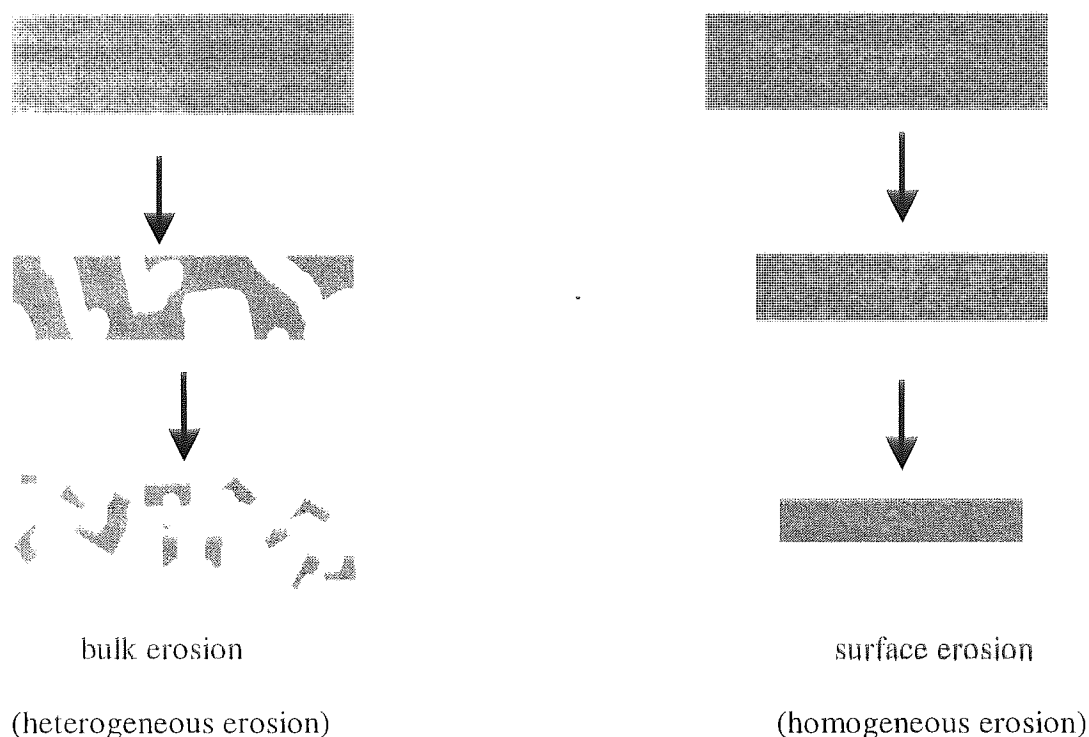 bulk erosion
surface erosion
(heterogeneous erosion)
(homogeneous erosion)